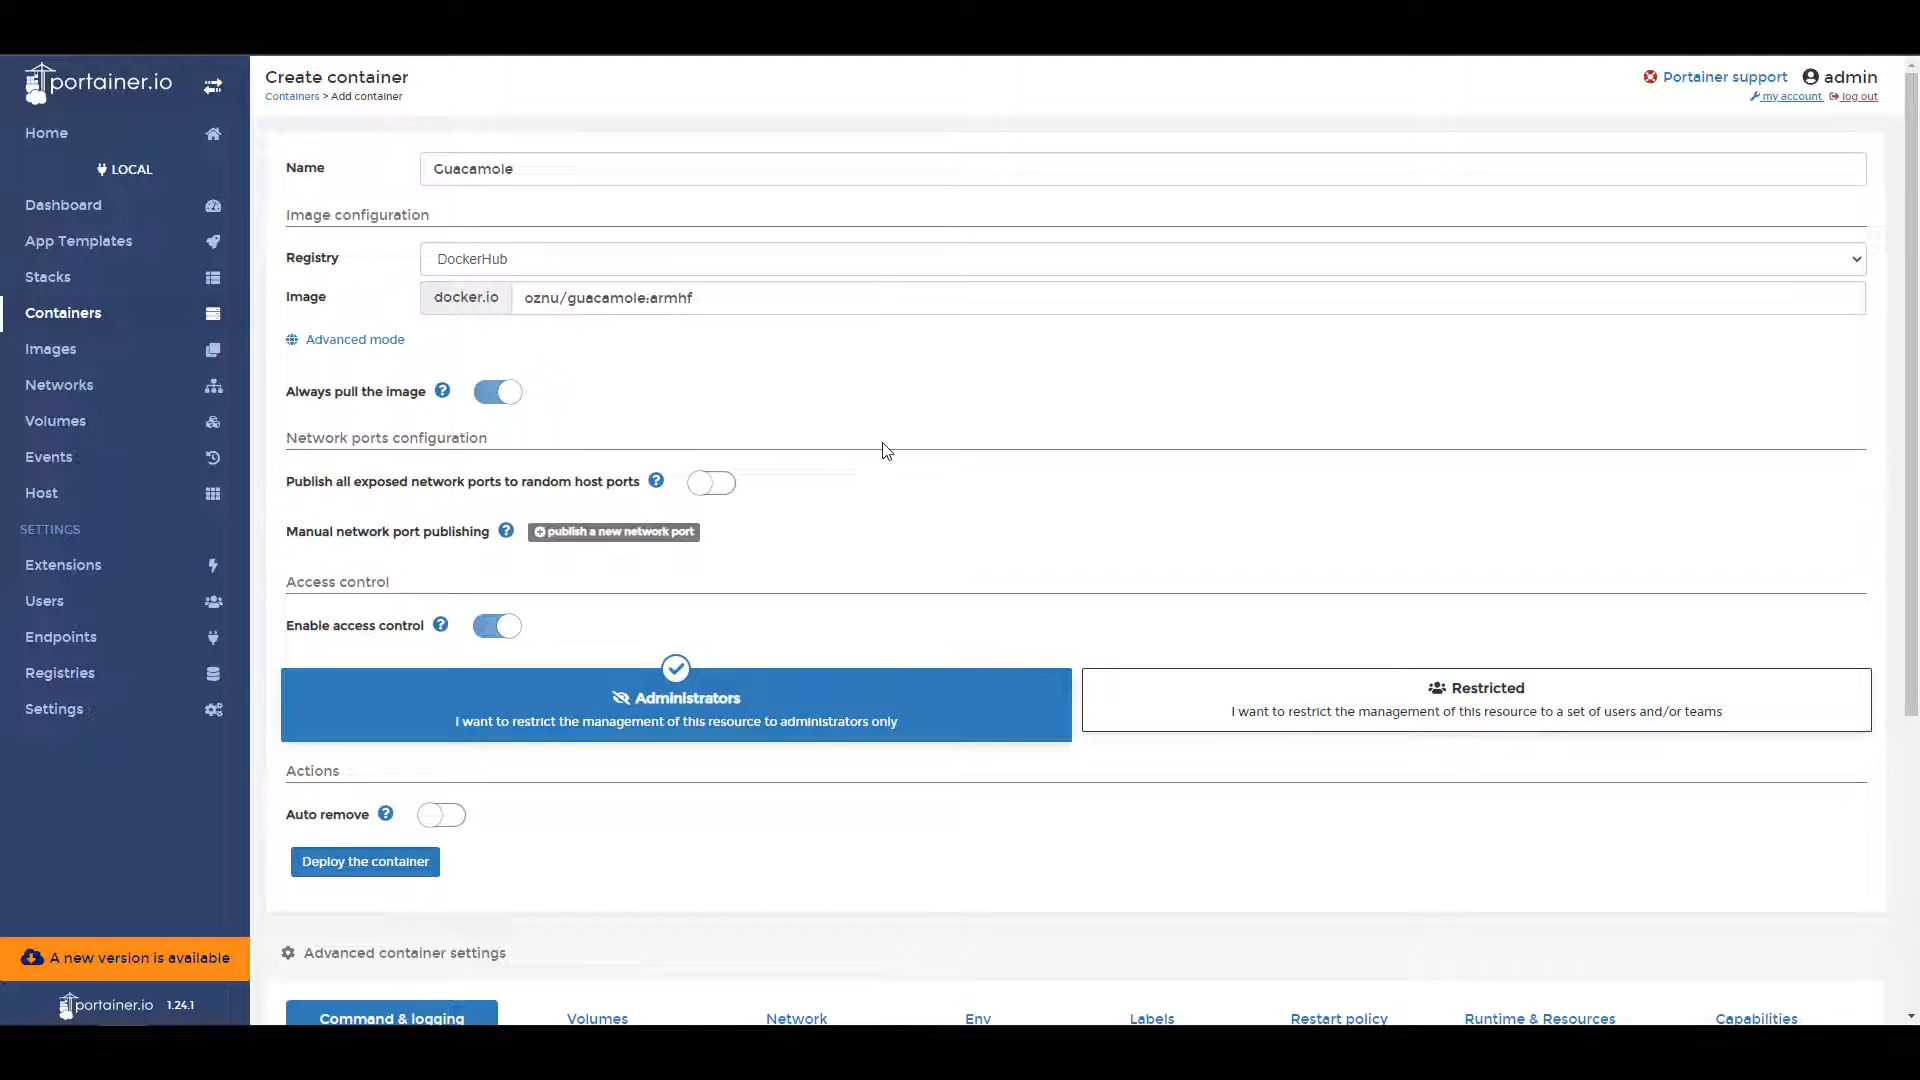 portainer.io
Home
LOCAL
Dashboard
App Templates
Stacks
Containers
Images
Networks
Volumes
Events
Host
SETTINGS
Extensions
Users
Endpoints
Registries
Settings
A new version is available
portainer.io 1.24.1
Create container
Containers > Add container
Portainer support admin
my account log out
Name Guacamole
Image configuration
Registry DockerHub
Image docker.io oznu/guacamole:armhf
Advanced mode
Always pull the image
Network ports configuration
Publish all exposed network ports to random host ports
Manual network port publishing publish a new network port
Access control
Enable access control
Administrators
I want to restrict the management of this resource to administrators only
Restricted
I want to restrict the management of this resource to a set of users and/or teams
Actions
Auto remove
Deploy the container
Advanced container settings
Command & logging Volumes Network Env Labels Restart policy Runtime & Resources Capabilities